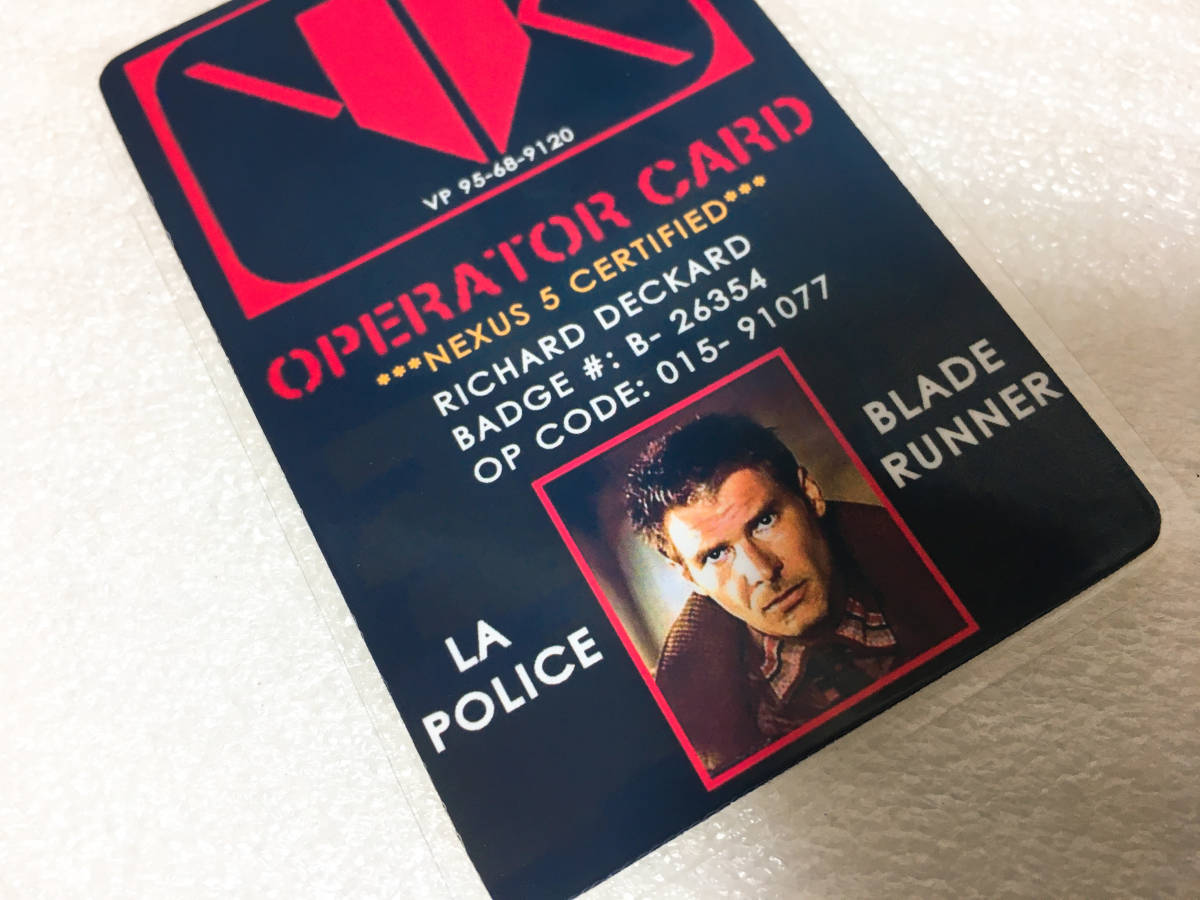 VP 95-68-9120
OPERATOR CARD
***NEXUS 5 CERTIFIED***
RICHARD DECKARD
BADGE #: B- 26354
OP CODE: 015- 91077
BLADE
RUNNER
LA
POLICE